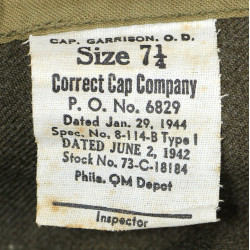 CAP, GARRISON, O. D.
Size 7¼
Correct Cap Company
P. O. No. 6829
Dated Jan. 29, 1944
Spec. No. 8-114-B Type I
DATED JUNE 2, 1942
Stock No. 73-C-18184
Phila. QM Depot
Inspector